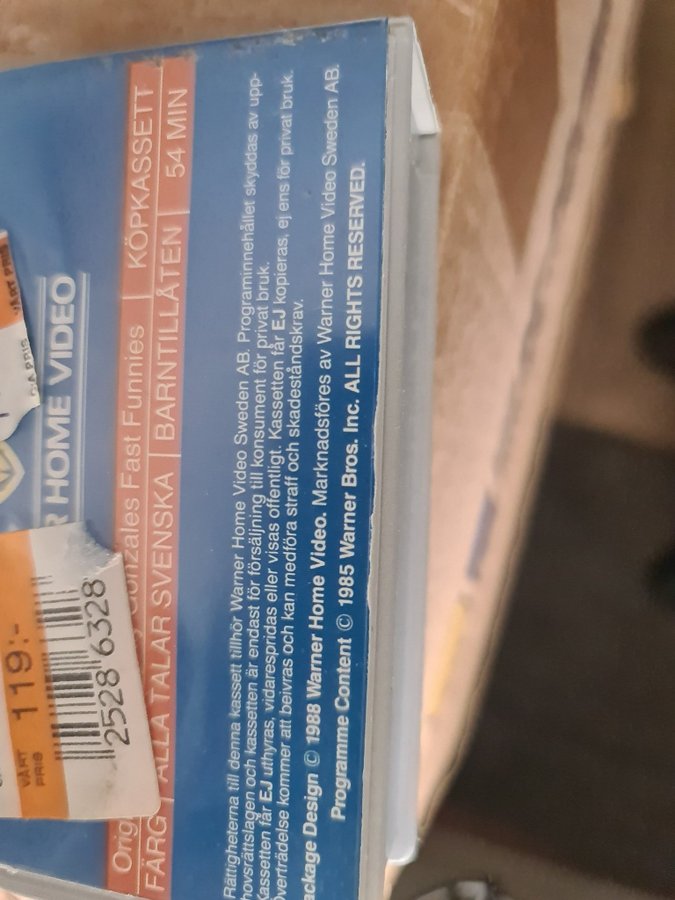 HOME VIDEO
VÅRT PRIS
VÅRT
PRIS
119:-
2528 6328
Gonzales Fast Funnies | KÖPKASSETT
FÄRG | ALLA TALAR SVENSKA | BARNTILLÅTEN | 54 MIN
Rättigheterna till denna kassett tillhör Warner Home Video Sweden AB. Programinnehållet skyddas av upp-
hovsrättslagen och kassetten är endast för försäljning till konsument för privat bruk.
Kassetten får EJ uthyras, vidarespridas eller visas offentligt. Kassetten får EJ kopieras, ej ens för privat bruk.
Överträdelse kommer att beivras och kan medföra straff och skadeståndskrav.
ackage Design © 1988 Warner Home Video. Marknadsföres av Warner Home Video Sweden AB.
Programme Content © 1985 Warner Bros. Inc. ALL RIGHTS RESERVED.